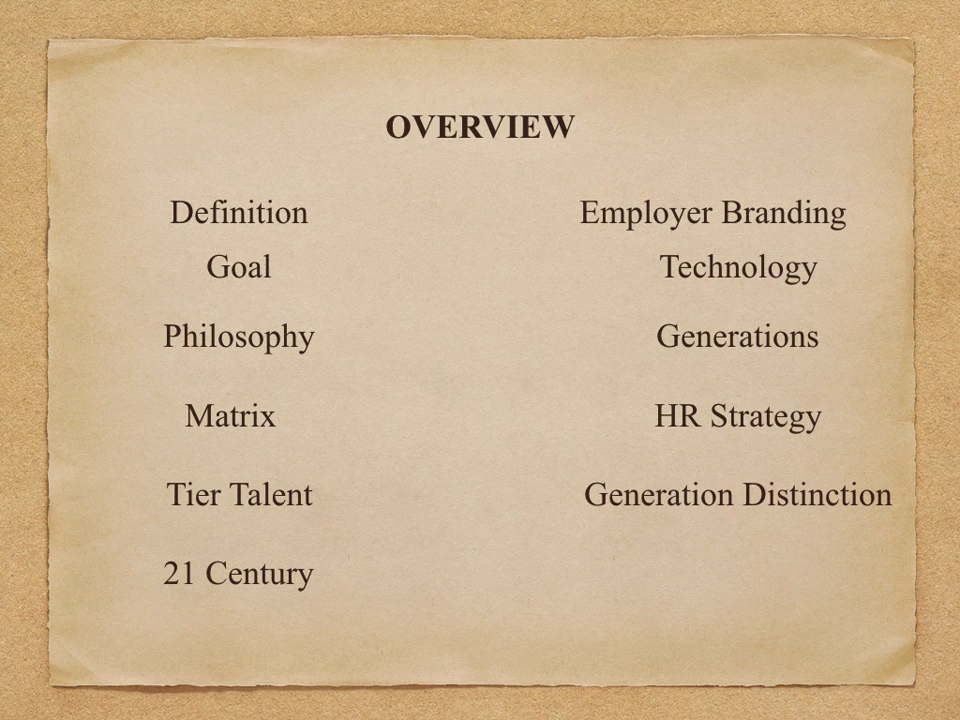 OVERVIEW
Definition
Goal
Philosophy
Matrix
Tier Talent
21 Century
Employer Branding
Technology
Generations
HR Strategy
Generation Distinction